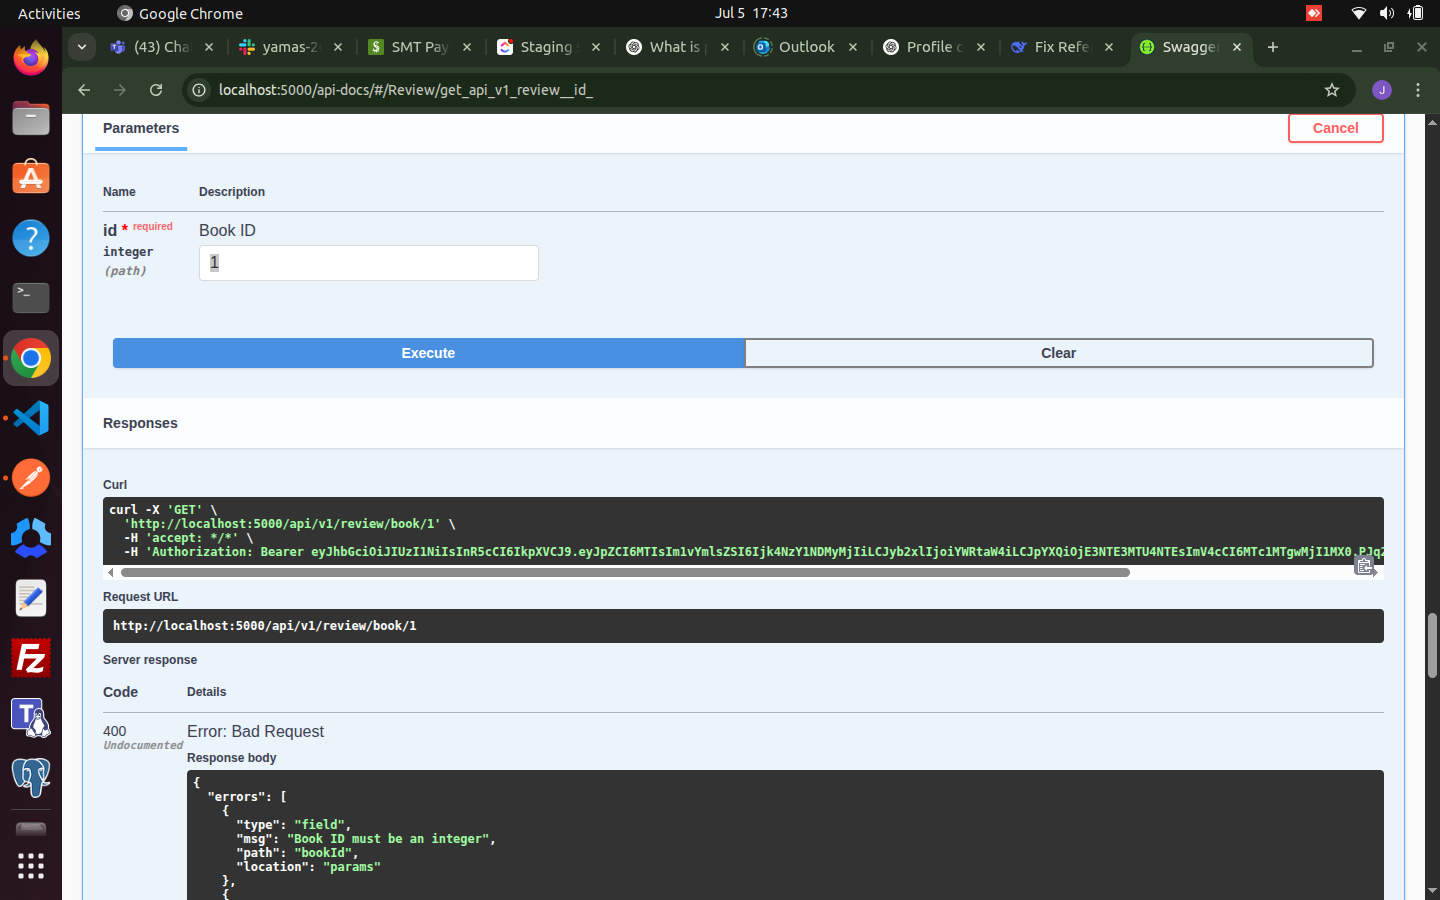 Activities
Google Chrome
Jul 5 17:43
(43) Cha
yamas-2
SMT Pay
Staging
What is
Outlook
Profile
Fix Refe
Swagger
localhost:5000/api-docs/#/Review/get_api_v1_review__id_
J
Parameters
Cancel
Name
Description
id * required
Book ID
integer
(path)
1
Execute
Clear
Responses
Curl
curl -X 'GET' \
'http://localhost:5000/api/v1/review/book/1' \
-H 'accept: */*' \
-H 'Authorization: Bearer
Request URL
http://localhost:5000/api/v1/review/book/1
Server response
Code
Details
400
Undocumented
Error: Bad Request
Response body
{
"errors": [
{
"type": "field",
"msg": "Book ID must be an integer",
"path": "bookId",
"location": "params"
},
{